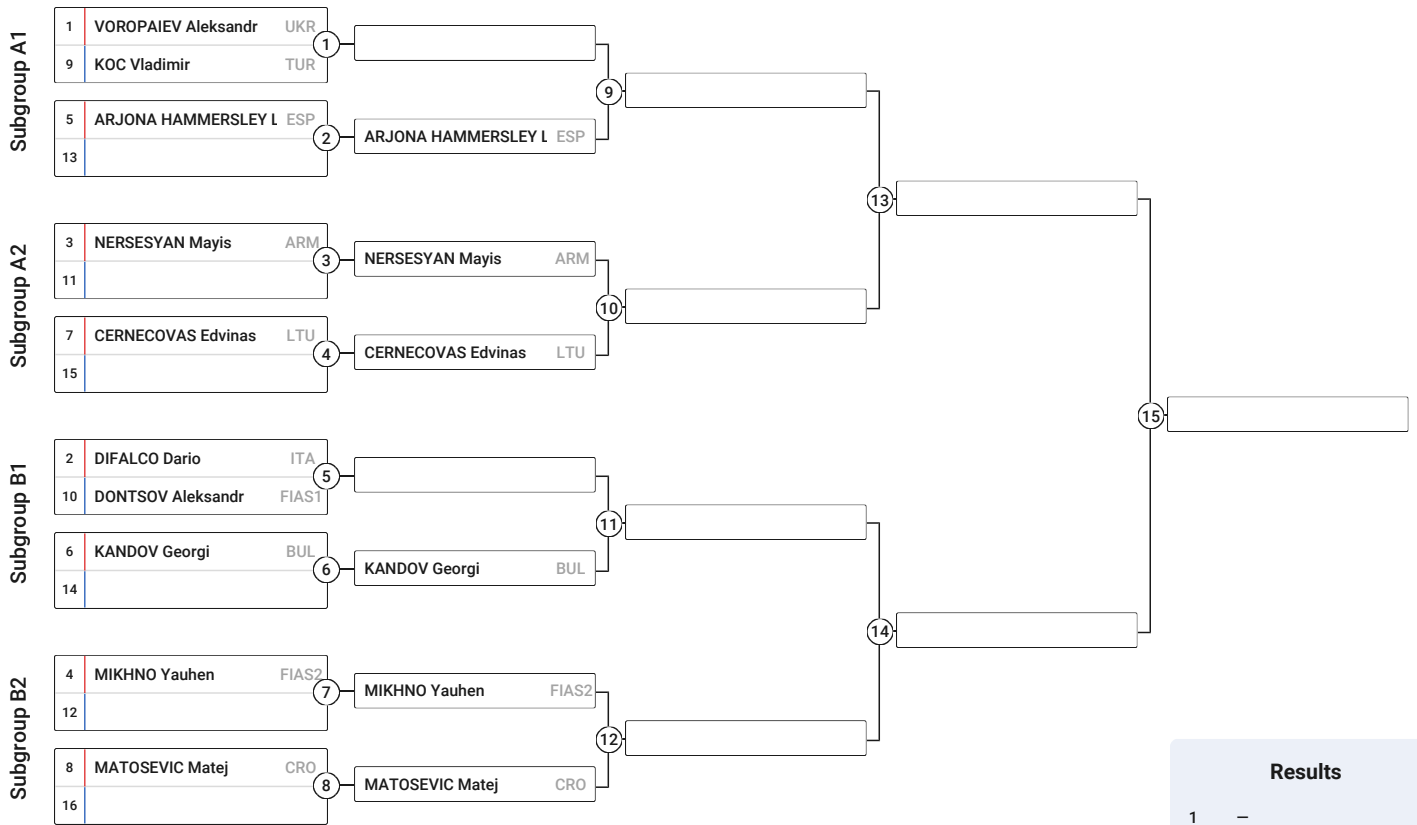 Subgroup A1
1 VOROPAIEV Aleksandr UKR
9 KOC Vladimir TUR
1
5 ARJONA HAMMERSLEY L ESP
13
2
ARJONA HAMMERSLEY L ESP
9
Subgroup A2
3 NERSESYAN Mayis ARM
11
3
NERSESYAN Mayis ARM
7 CERNECOVAS Edvinas LTU
15
4
CERNECOVAS Edvinas LTU
10
13
Subgroup B1
2 DIFALCO Dario ITA
10 DONTSOV Aleksandr FIAS1
5
6 KANDOV Georgi BUL
14
6
KANDOV Georgi BUL
11
Subgroup B2
4 MIKHNO Yauhen FIAS2
12
7
MIKHNO Yauhen FIAS2
8 MATOSEVIC Matej CRO
16
8
MATOSEVIC Matej CRO
12
14
15
Results
1 –